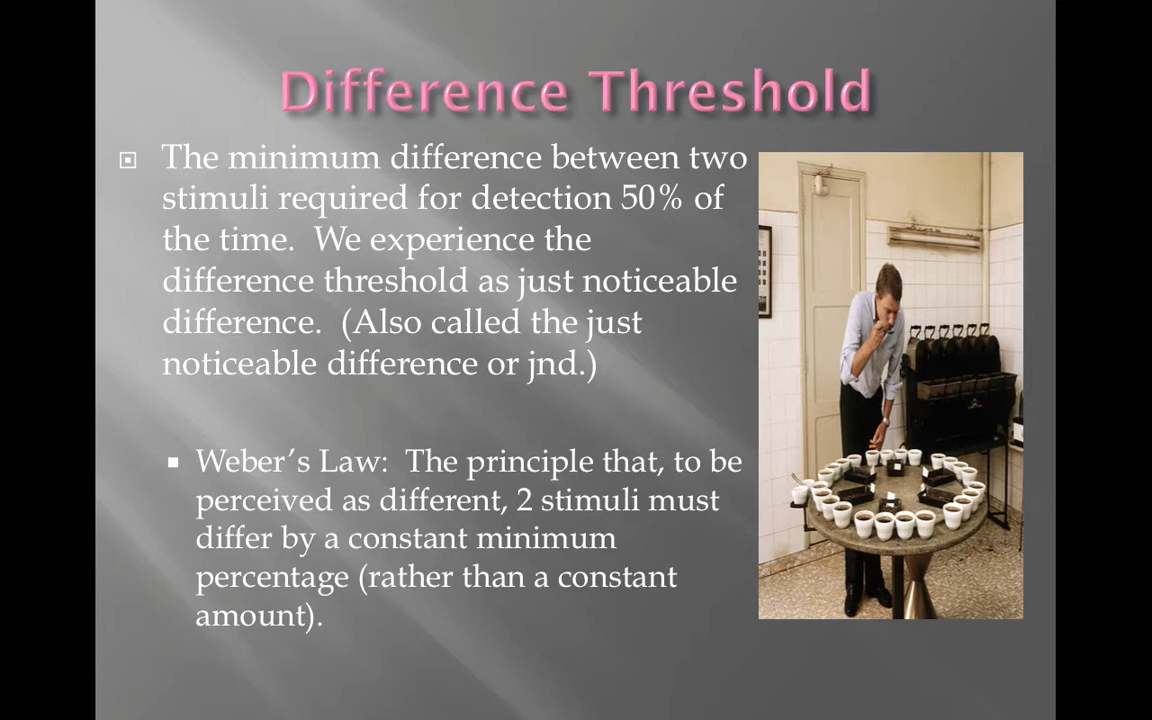 Difference Threshold
The minimum difference between two
stimuli required for detection 50% of
the time.  We experience the
difference threshold as just noticeable
difference.  (Also called the just
noticeable difference or jnd.)
Weber’s Law:  The principle that, to be
perceived as different, 2 stimuli must
differ by a constant minimum
percentage (rather than a constant
amount).